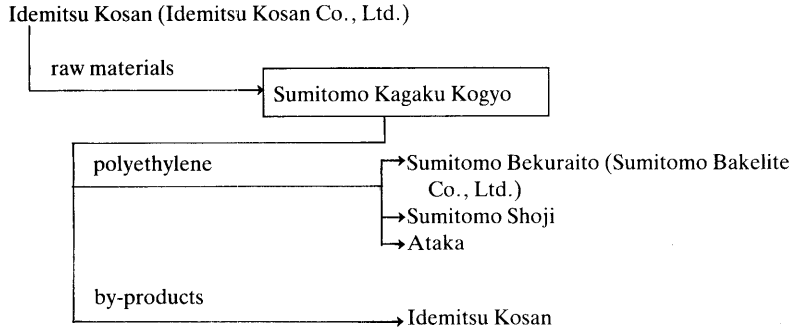 Idemitsu Kosan (Idemitsu Kosan Co., Ltd.)
raw materials
Sumitomo Kagaku Kogyo
polyethylene
Sumitomo Bekuraito (Sumitomo Bakelite
Co., Ltd.)
Sumitomo Shoji
Ataka
by-products
Idemitsu Kosan